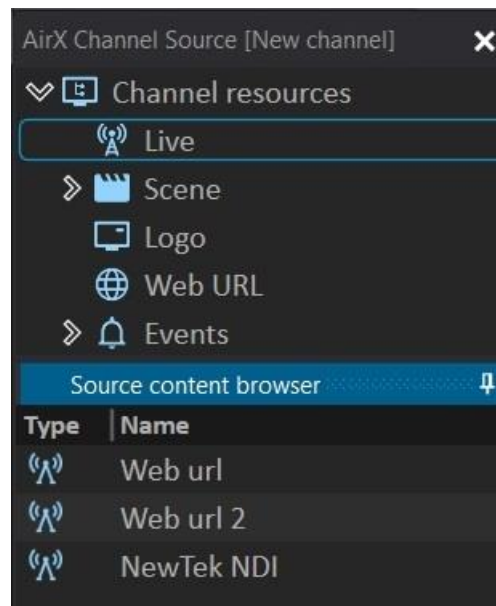 AirX Channel Source [New channel]
Channel resources
Live
Scene
Logo
Web URL
Events
Source content browser
Type Name
Web url
Web url 2
NewTek NDI